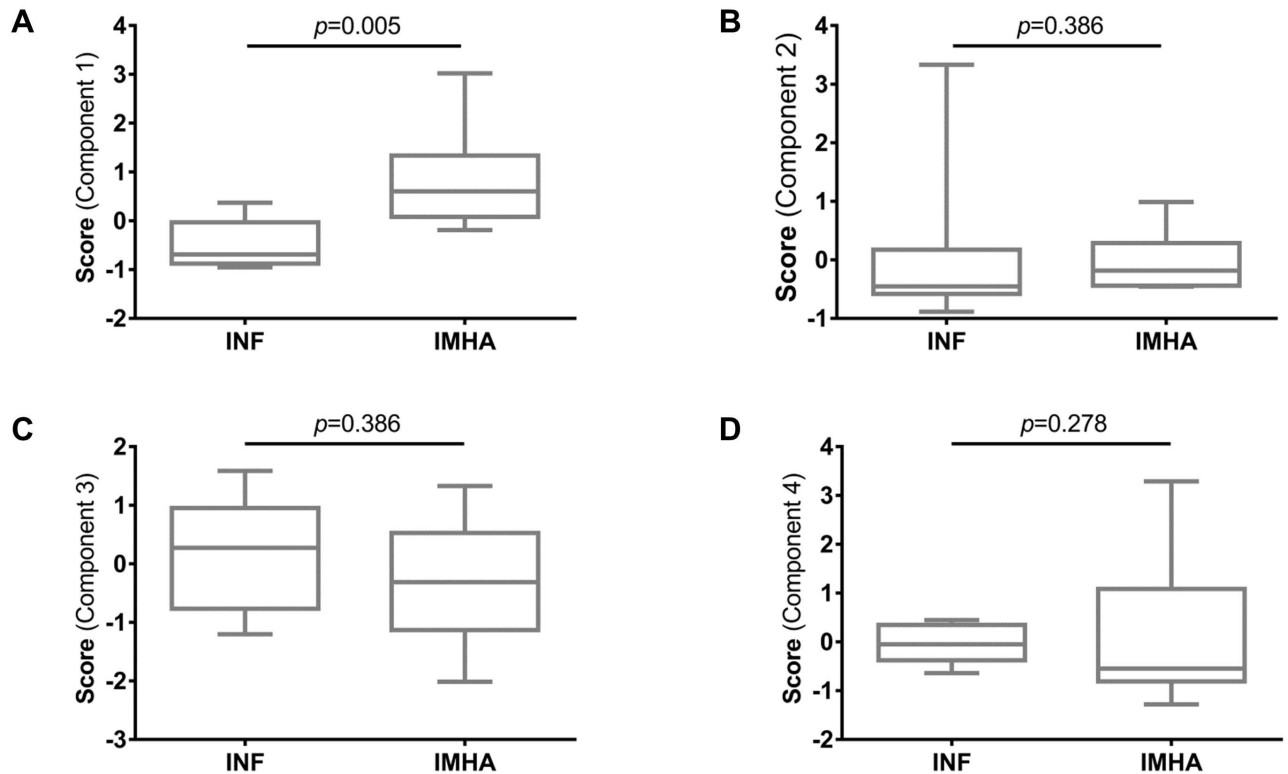 A
p=0.005
Score (Component 1)
4
3
2
1
0
-1
-2
INF IMHA
B
p=0.386
Score (Component 2)
4
3
2
1
0
-1
INF IMHA
C
p=0.386
Score (Component 3)
2
1
0
-1
-2
-3
INF IMHA
D
p=0.278
Score (Component 4)
4
3
2
1
0
-1
-2
INF IMHA